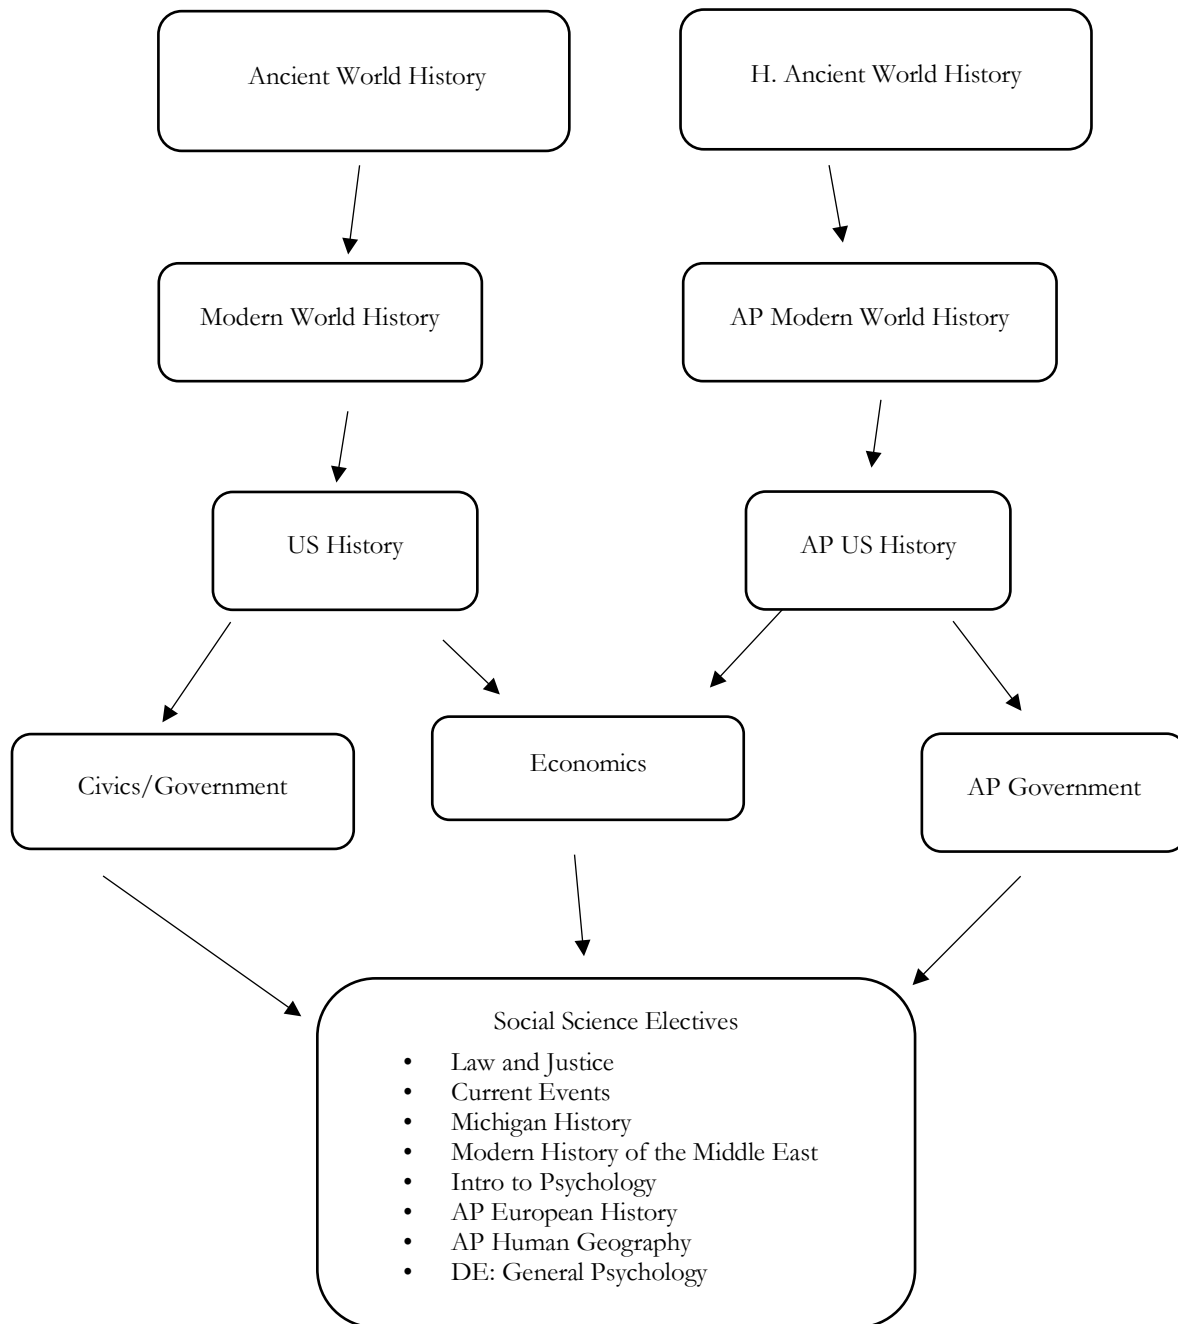 Ancient World History
H. Ancient World History
Modern World History
AP Modern World History
US History
AP US History
Civics/Government
Economics
AP Government
Social Science Electives
• Law and Justice
• Current Events
• Michigan History
• Modern History of the Middle East
• Intro to Psychology
• AP European History
• AP Human Geography
• DE: General Psychology